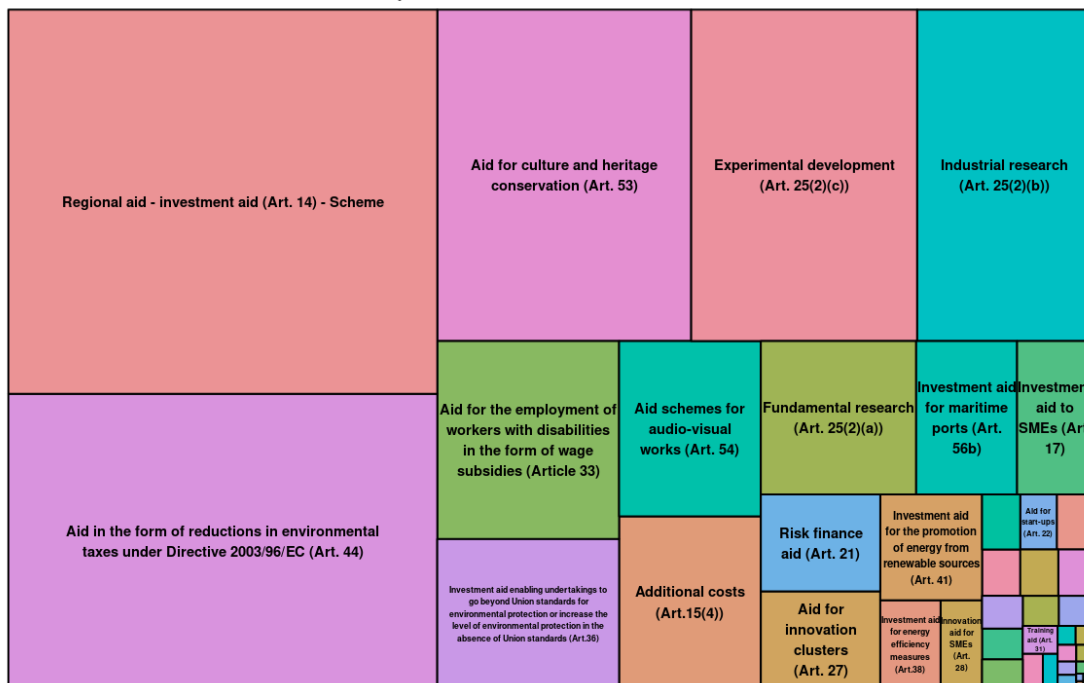 Regional aid - investment aid (Art. 14) - Scheme
Aid for culture and heritage
conservation (Art. 53)
Experimental development
(Art. 25(2)(c))
Industrial research
(Art. 25(2)(b))
Aid in the form of reductions in environmental
taxes under Directive 2003/96/EC (Art. 44)
Aid for the employment of
workers with disabilities
in the form of wage
subsidies (Article 33)
Aid schemes for
audio-visual
works (Art. 54)
Fundamental research
(Art. 25(2)(a))
Investment aid
for maritime
ports (Art.
56b)
Investmen
aid to
SMEs (Art
17)
Investment aid enabling undertakings to
go beyond Union standards for
environmental protection or increase the
level of environmental protection in the
absence of Union standards (Art.36)
Additional costs
(Art.15(4))
Risk finance
aid (Art. 21)
Aid for
innovation
clusters
(Art. 27)
Investment aid
for the promotion
of energy from
renewable sources
(Art. 41)
Investment aid
for energy
efficiency
measures
(Art.38)
Innovation
aid for
SMEs
(Art.
28)
Aid for
start-ups
(Art. 22)
Training
aid (Art.
31)